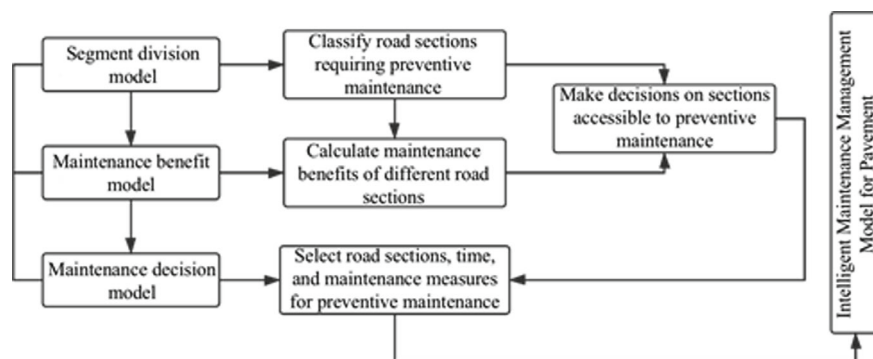 Segment division
model
Classify road sections
requiring preventive
maintenance
Make decisions on sections
accessible to preventive
maintenance
Maintenance benefit
model
Calculate maintenance
benefits of different road
sections
Maintenance decision
model
Select road sections, time,
and maintenance measures
for preventive maintenance
Intelligent Maintenance Management
Model for Pavement